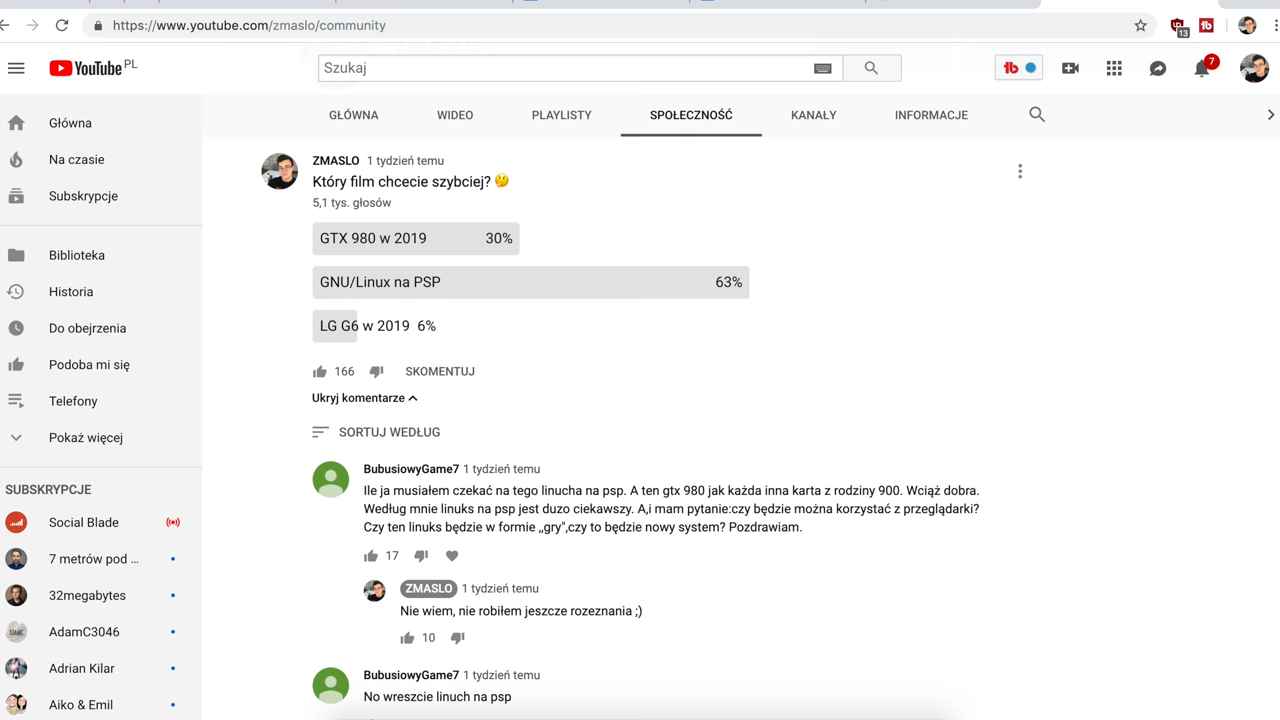 https://www.youtube.com/zmaslo/community
13
YouTube PL
Szukaj
7
GŁÓWNA WIDEO PLAYLISTY SPOŁECZNOŚĆ KANAŁY INFORMACJE
Główna
Na czasie
Subskrypcje
Biblioteka
Historia
Do obejrzenia
Podoba mi się
Telefony
Pokaż więcej
SUBSKRYPCJE
Social Blade
7 metrów pod ...
32megabytes
AdamC3046
Adrian Kilar
Aiko & Emil
ZMASLO 1 tydzień temu
Który film chcecie szybciej? 🤔
5,1 tys. głosów
GTX 980 w 2019 30%
GNU/Linux na PSP 63%
LG G6 w 2019 6%
166 SKOMENTUJ
Ukryj komentarze
SORTUJ WEDŁUG
BubusiowyGame7 1 tydzień temu
Ile ja musiałem czekać na tego linucha na psp. A ten gtx 980 jak każda inna karta z rodziny 900. Wciąż dobra.
Według mnie linuks na psp jest duzo ciekawszy. A,i mam pytanie:czy będzie można korzystać z przeglądarki?
Czy ten linuks będzie w formie ,,gry",czy to będzie nowy system? Pozdrawiam.
17
ZMASLO 1 tydzień temu
Nie wiem, nie robiłem jeszcze rozeznania ;)
10
BubusiowyGame7 1 tydzień temu
No wreszcie linuch na psp